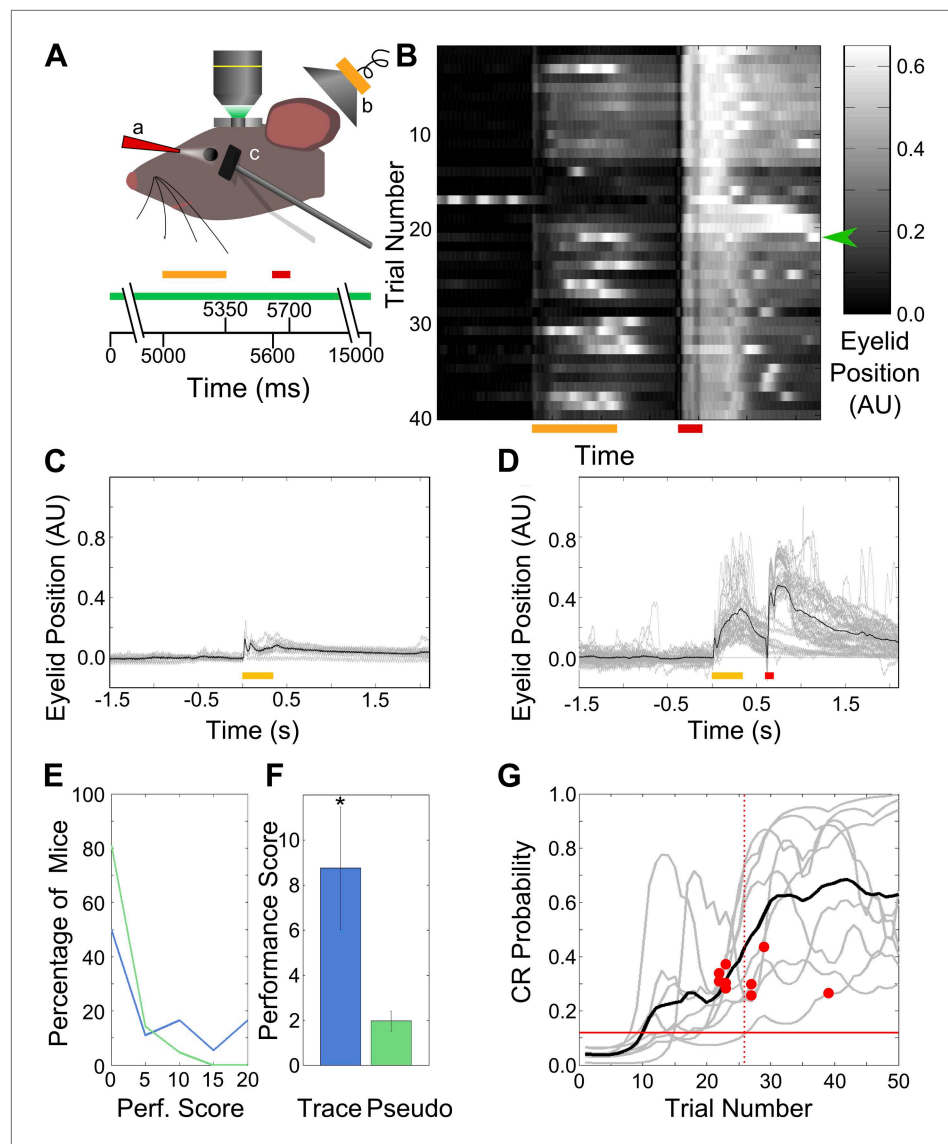 A
a
b
c
5350
5700
0
5000
5600
15000
Time (ms)
B
Trial Number
10
20
30
40
Time
0.6
0.4
0.2
0.0
Eyelid
Position
(AU)
C
Eyelid Position (AU)
0.8
0.4
0.0
-1.5
-0.5
0.5
1.5
Time (s)
D
Eyelid Position (AU)
0.8
0.4
0.0
-1.5
-0.5
0.5
1.5
Time (s)
E
Percentage of Mice
100
80
60
40
20
0
0
5
10
15
20
Perf. Score
F
Performance Score
*
8
6
4
2
0
Trace Pseudo
G
CR Probability
1.0
0.8
0.6
0.4
0.2
0.0
0
10
20
30
40
50
Trial Number